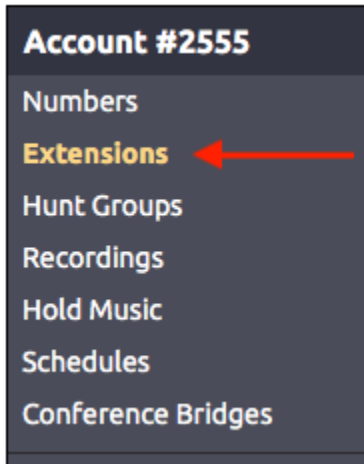 Account #2555
Numbers
Extensions
Hunt Groups
Recordings
Hold Music
Schedules
Conference Bridges